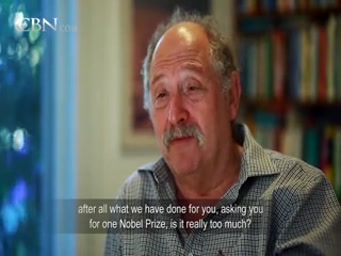 CBN.com
after all what we have done for you, asking you
for one Nobel Prize, is it really too much?